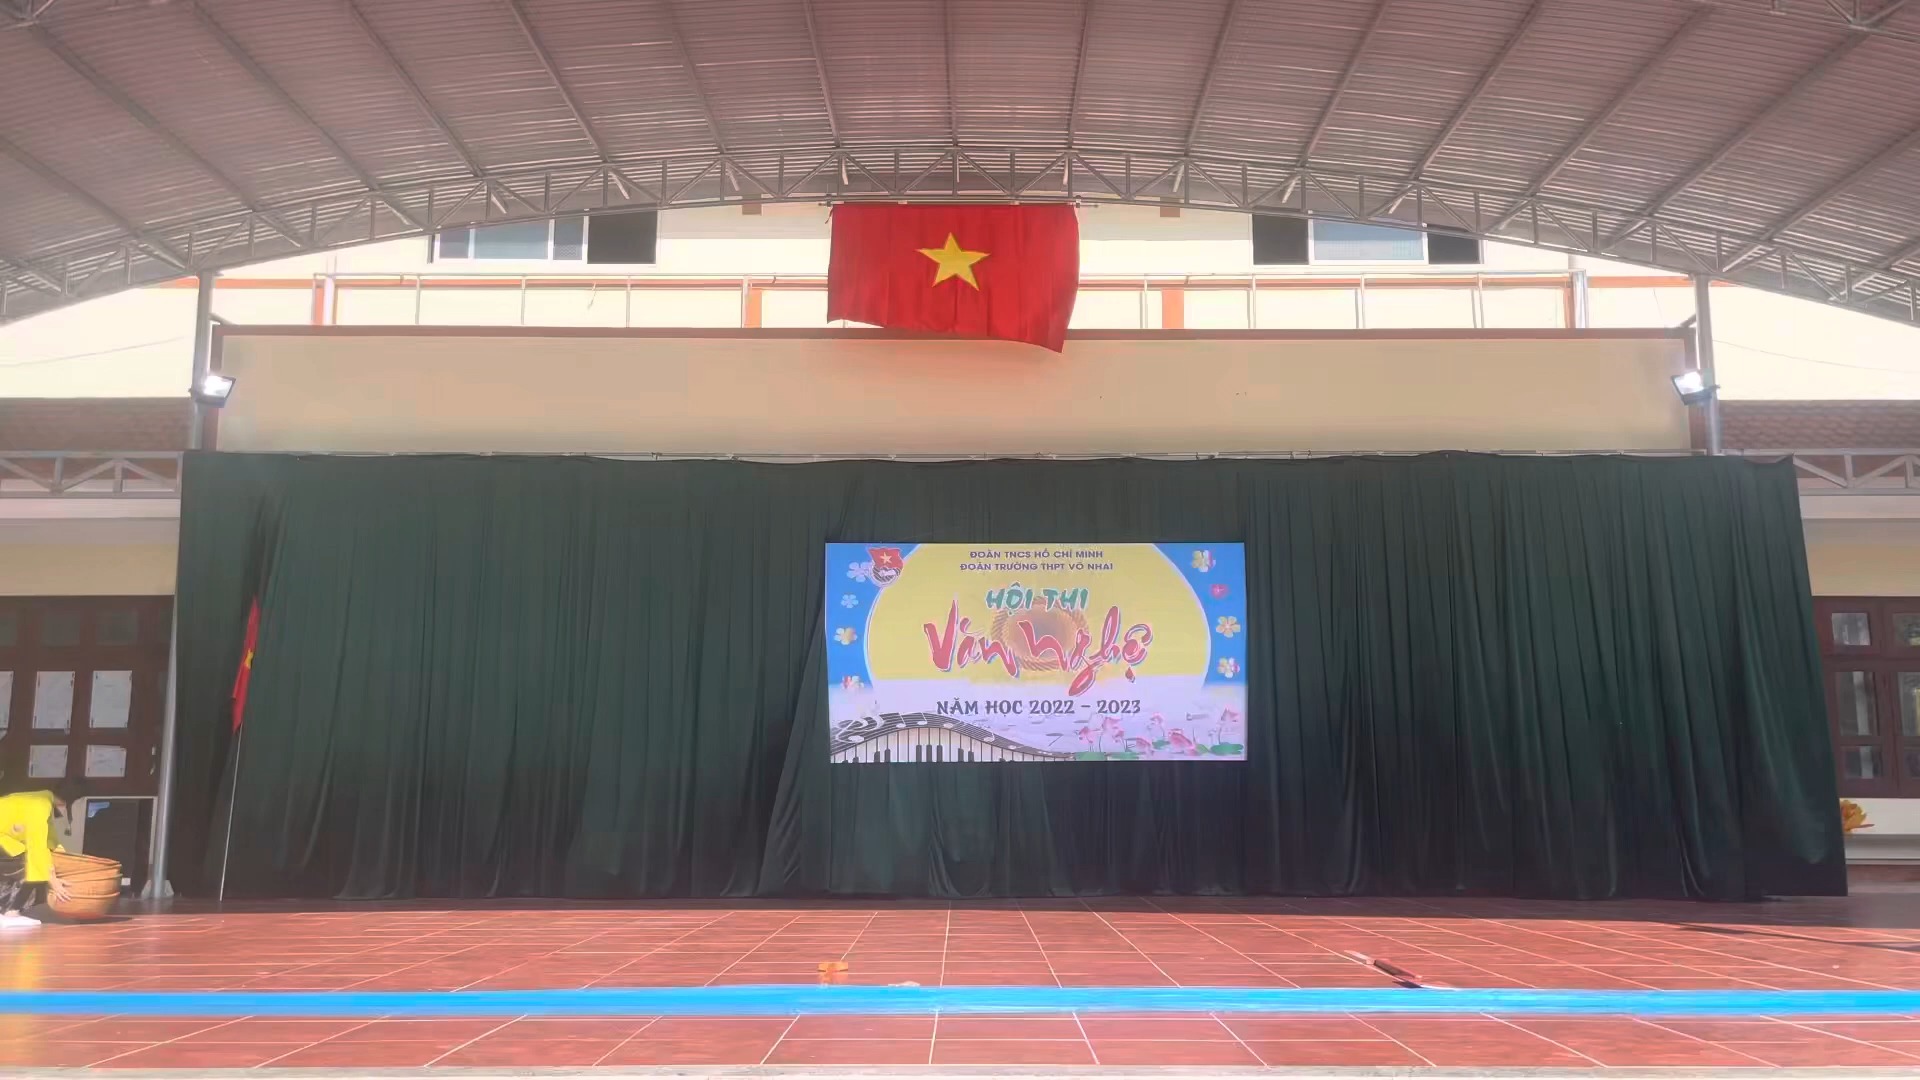 ĐOÀN TNCS HỒ CHÍ MINH
ĐOÀN TRƯỜNG THPT VÕ NHAI
HỘI THI
Văn nghệ
NĂM HỌC 2022 - 2023